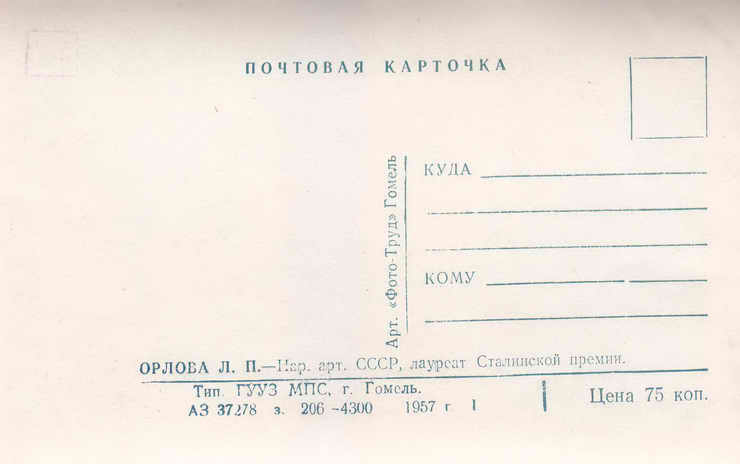 ПОЧТОВАЯ КАРТОЧКА
Арт. «Фото-Труд» Гомель
КУДА
КОМУ
ОРЛОВА Л. П.—Нар. арт. СССР, лауреат Сталинской премии.
Тип. ГУУЗ МПС, г. Гомель.
АЗ 37278 з. 206-4300 1957 г 1
Цена 75 коп.